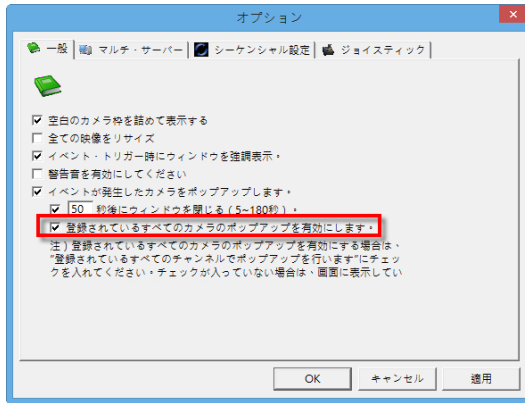 オプション
一般 マルチ・サーバー シーケンシャル設定 ジョイスティック
空白のカメラ枠を詰めて表示する
全ての映像をリサイズ
イベント・トリガー時にウィンドウを強調表示。
警告音を有効にしてください
イベントが発生したカメラをポップアップします。
50 秒後にウィンドウを閉じる(5~180秒)。
登録されているすべてのカメラのポップアップを有効にします。
注)登録されているすべてのカメラのポップアップを有効にする場合は、
"登録されているすべてのチャンネルでポップアップを行います"にチェッ
クを入れてください。チェックが入っていない場合は、画面に表示してい
OK キャンセル 適用